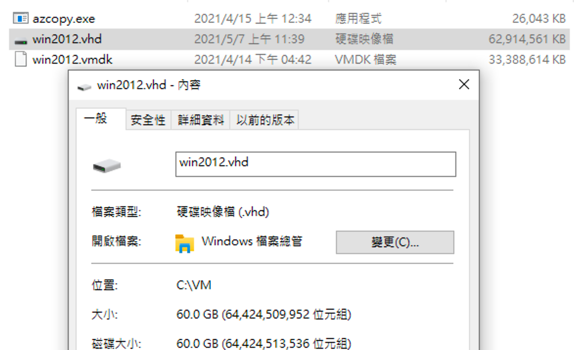 azcopy.exe 2021/4/15 上午 12:34 應用程式 26,043 KB
win2012.vhd 2021/5/7 上午 11:39 硬碟映像檔 62,914,561 KB
win2012.vmdk 2021/4/14 下午 04:42 VMDK 檔案 33,388,614 KB
win2012.vhd - 內容
一般 安全性 詳細資料 以前的版本
win2012.vhd
檔案類型: 硬碟映像檔 (.vhd)
開啟檔案: Windows 檔案總管 變更(C)...
位置: C:\VM
大小: 60.0 GB (64,424,509,952 位元組)
磁碟大小: 60.0 GB (64,424,513,536 位元組)